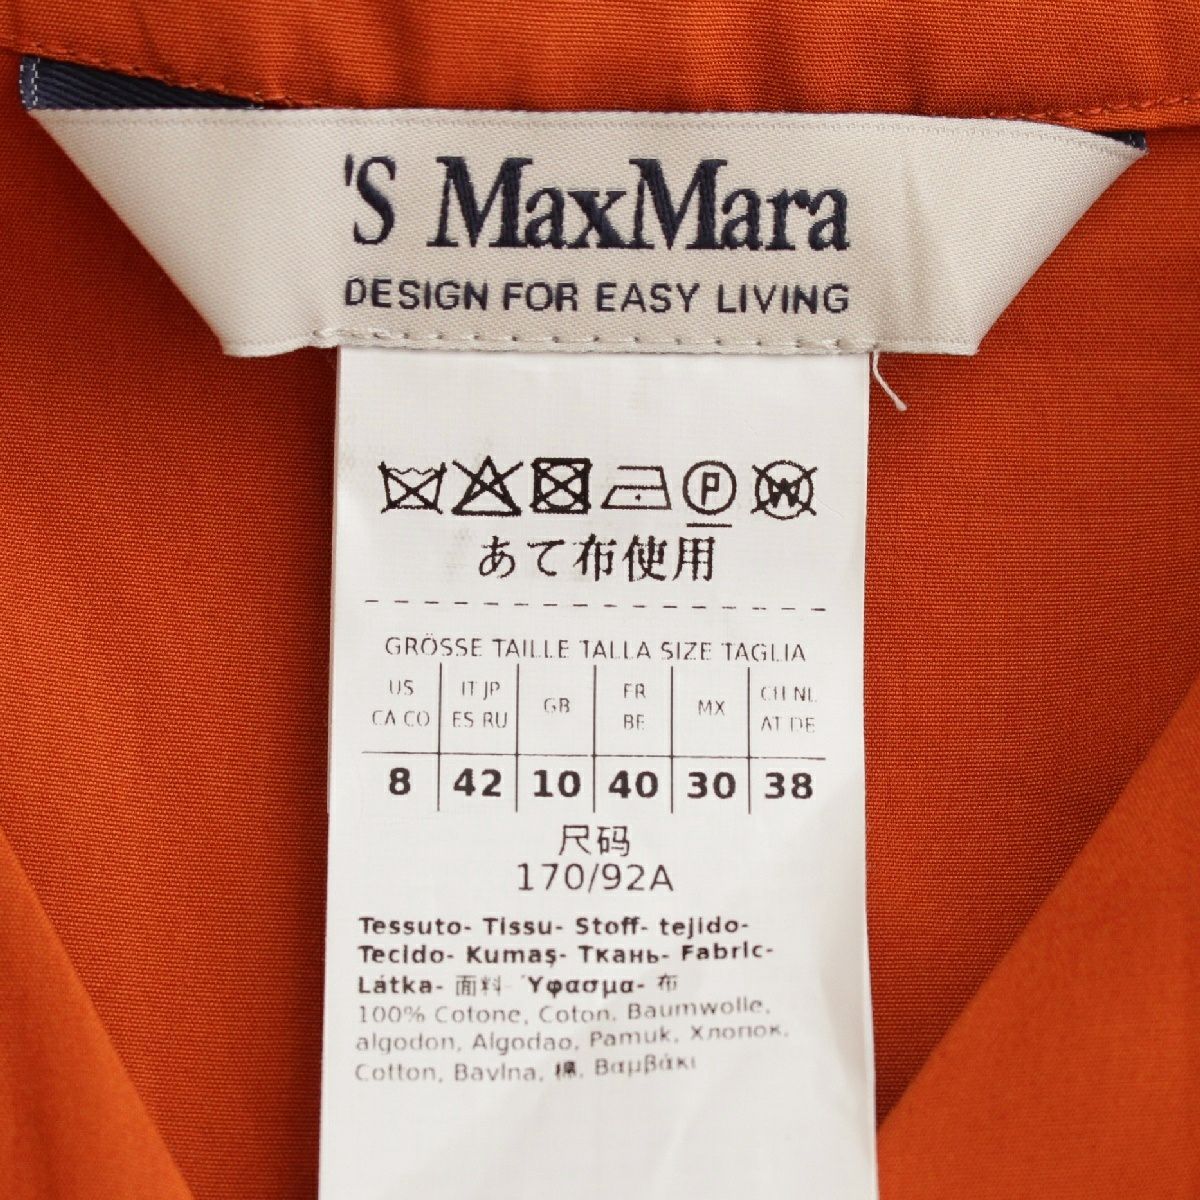 'S MaxMara
DESIGN FOR EASY LIVING
P W
あて布使用
GRÖSSE TAILLE TALLA SIZE TAGLIA
US IT JP GB FR MX CH NL
CA CO ES RU BE AT DE
8 42 10 40 30 38
尺码
170/92A
Tessuto- Tissu- Stoff- tejido-
Tecido- Kumaş- Ткань- Fabric-
Látka- 面料- Ύφασμα- 布
100% Cotone, Coton, Baumwolle,
algodon, Algodao, Pamuk, Хлопок,
Cotton, Bavlna, 棉, Βαμβάκι